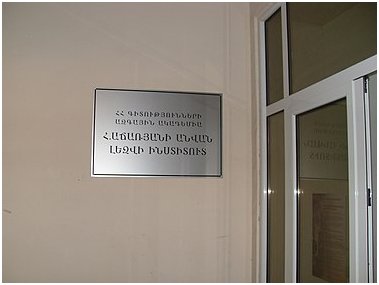 ՀՀ ԳԻՏՈՒԹՅՈՒՆՆԵՐԻ
ԱԶԳԱՅԻՆ ԱԿԱԴԵՄԻԱ
Հ.ԱՃԱՌՅԱՆԻ ԱՆՎԱՆ
ԼԵԶՎԻ ԻՆՍՏԻՏՈՒՏ